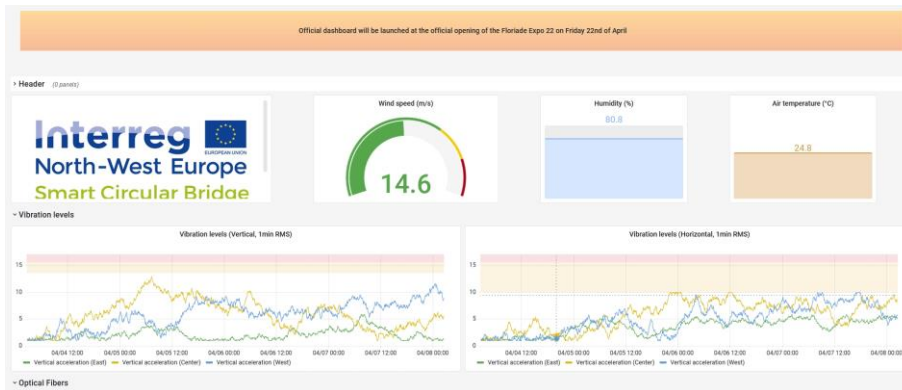 Official dashboard will be launched at the official opening of the Floriade Expo 22 on Friday 22nd of April
Header (0 panels)
Interreg
EUROPEAN UNION
North-West Europe
Smart Circular Bridge
Wind speed (m/s)
14.6
Humidity (%)
80.8
Air temperature (°C)
24.8
Vibration levels
Vibration levels (Vertical, 1min RMS)
15
10
5
0
04/04 12:00 04/05 00:00 04/05 12:00 04/06 00:00 04/06 12:00 04/07 00:00 04/07 12:00 04/08 00:00
Vertical acceleration (East) Vertical acceleration (Center) Vertical acceleration (West)
Vibration levels (Horizontal, 1min RMS)
15
10
5
0
04/04 12:00 04/05 00:00 04/05 12:00 04/06 00:00 04/06 12:00 04/07 00:00 04/07 12:00 04/08 00:00
Vertical acceleration (East) Vertical acceleration (Center) Vertical acceleration (West)
Optical Fibers